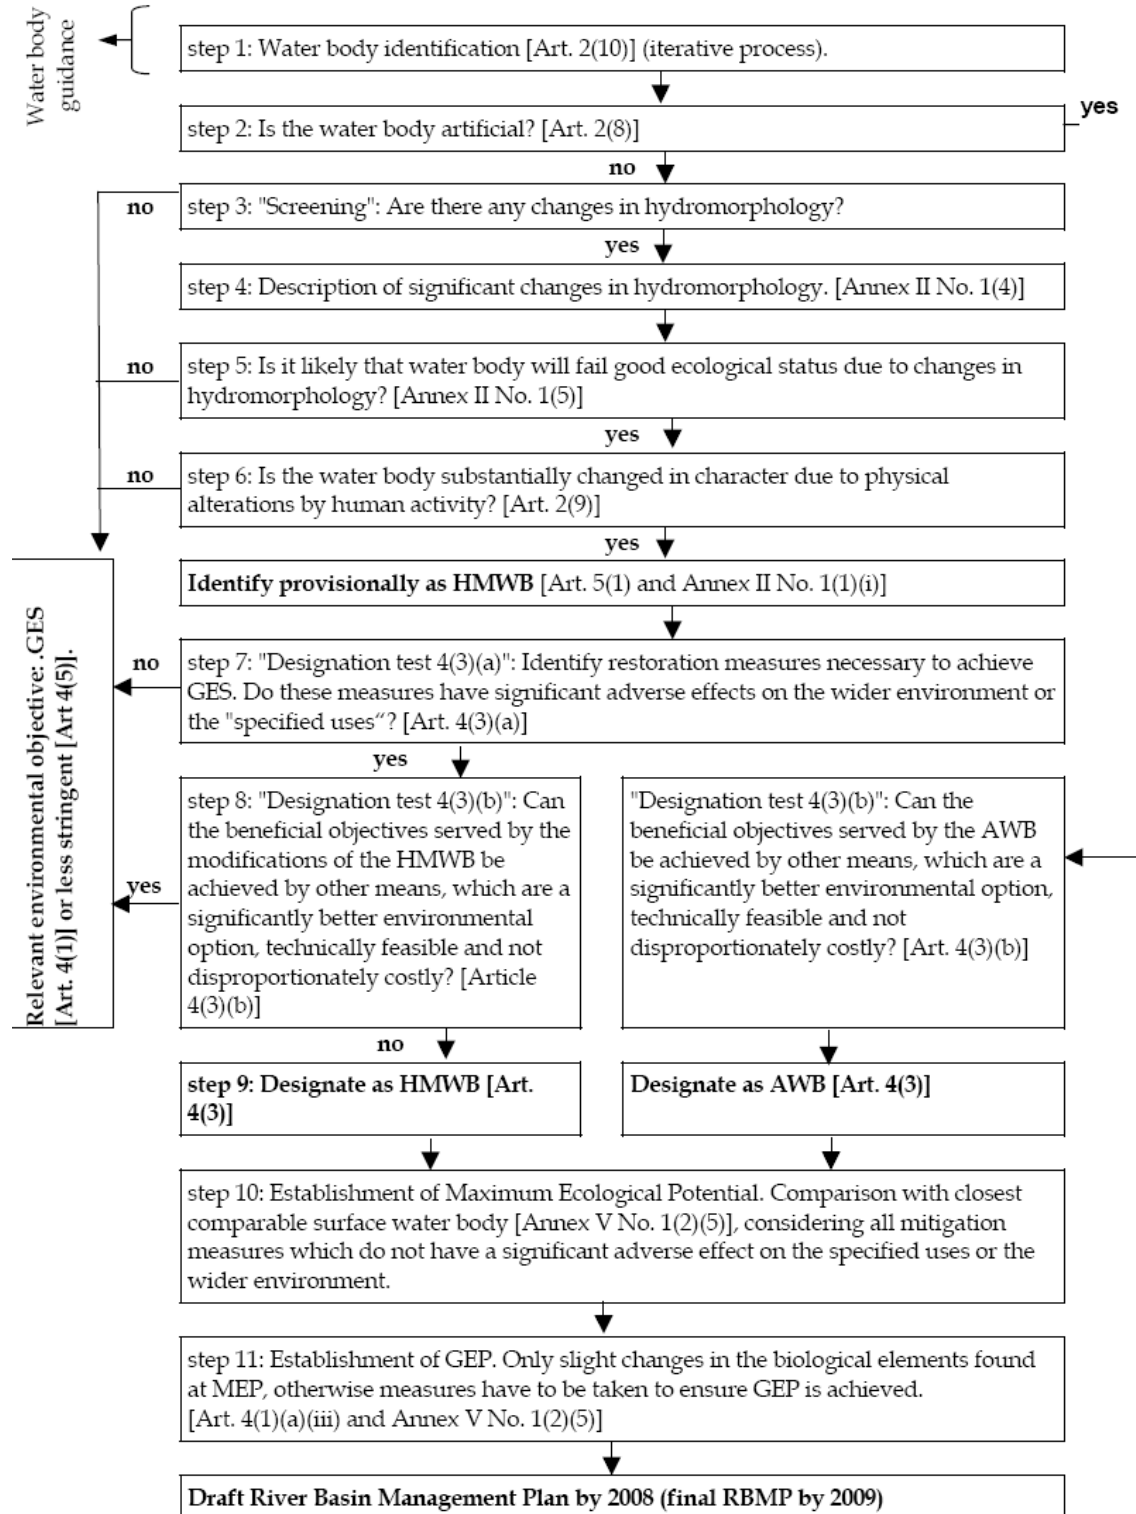 Water body
guidance
step 1: Water body identification [Art. 2(10)] (iterative process).
step 2: Is the water body artificial? [Art. 2(8)]
yes
no
no
step 3: "Screening": Are there any changes in hydromorphology?
yes
step 4: Description of significant changes in hydromorphology. [Annex II No. 1(4)]
no
step 5: Is it likely that water body will fail good ecological status due to changes in
hydromorphology? [Annex II No. 1(5)]
yes
no
step 6: Is the water body substantially changed in character due to physical
alterations by human activity? [Art. 2(9)]
yes
Identify provisionally as HMWB [Art. 5(1) and Annex II No. 1(1)(i)]
Relevant environmental objective: .GES
[Art. 4(1)] or less stringent [Art 4(5)].
no
step 7: "Designation test 4(3)(a)": Identify restoration measures necessary to achieve
GES. Do these measures have significant adverse effects on the wider environment or
the "specified uses“? [Art. 4(3)(a)]
yes
yes
step 8: "Designation test 4(3)(b)": Can
the beneficial objectives served by the
modifications of the HMWB be
achieved by other means, which are a
significantly better environmental
option, technically feasible and not
disproportionately costly? [Article
4(3)(b)]
"Designation test 4(3)(b)": Can the
beneficial objectives served by the AWB
be achieved by other means, which are a
significantly better environmental option,
technically feasible and not
disproportionately costly? [Art. 4(3)(b)]
no
step 9: Designate as HMWB [Art.
4(3)]
Designate as AWB [Art. 4(3)]
step 10: Establishment of Maximum Ecological Potential. Comparison with closest
comparable surface water body [Annex V No. 1(2)(5)], considering all mitigation
measures which do not have a significant adverse effect on the specified uses or the
wider environment.
step 11: Establishment of GEP. Only slight changes in the biological elements found
at MEP, otherwise measures have to be taken to ensure GEP is achieved.
[Art. 4(1)(a)(iii) and Annex V No. 1(2)(5)]
Draft River Basin Management Plan by 2008 (final RBMP by 2009)